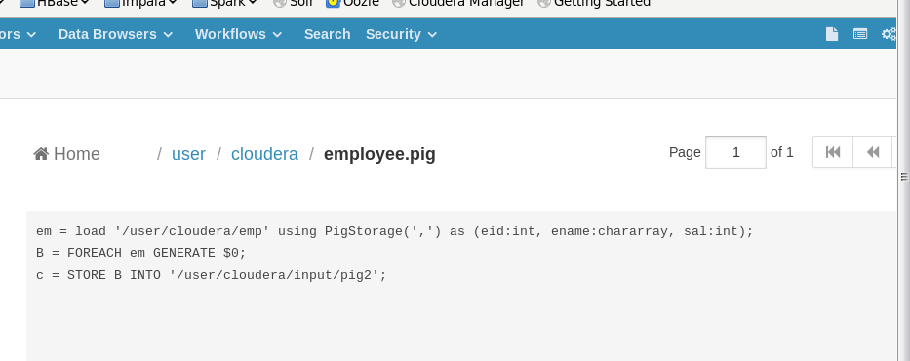 HBase Impala Spark Solr Oozie Cloudera Manager Getting Started
ors Data Browsers Workflows Search Security
Home / user / cloudera / employee.pig
Page 1 of 1
em = load '/user/cloudera/emp' using PigStorage(',') as (eid:int, ename:chararray, sal:int);
B = FOREACH em GENERATE $0;
c = STORE B INTO '/user/cloudera/input/pig2';